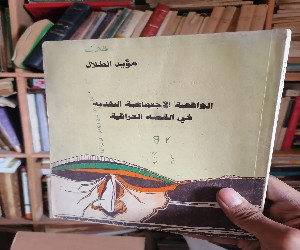 مؤيد الطلال
الواقعية الاجتماعية النقدية
في القصة العراقية